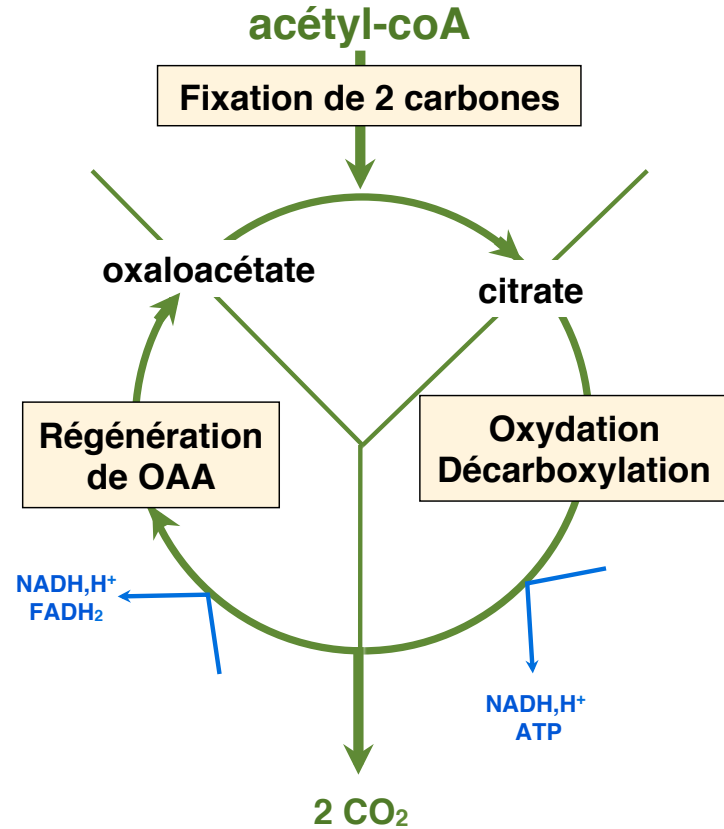 acétyl-coA
Fixation de 2 carbones
oxaloacétate
citrate
Régénération
de OAA
Oxydation
Décarboxylation
NADH,H⁺
FADH₂
NADH,H⁺
ATP
2 CO₂